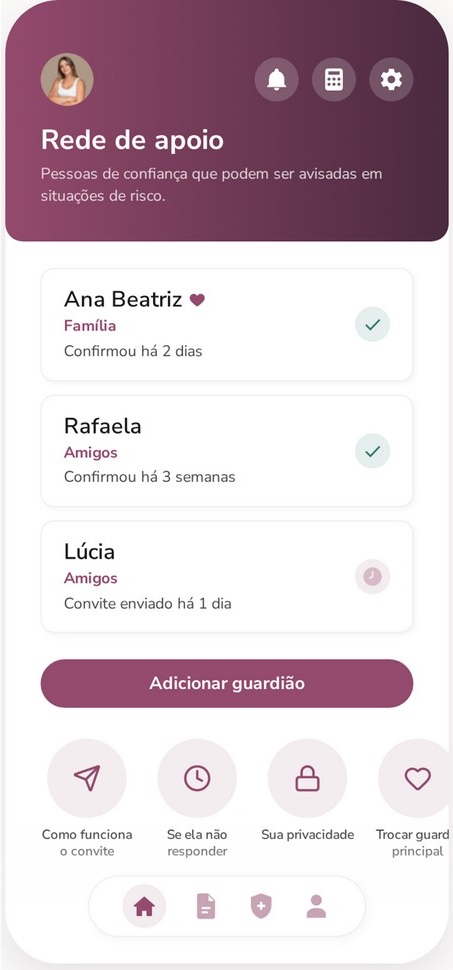 Rede de apoio
Pessoas de confiança que podem ser avisadas em
situações de risco.
Ana Beatriz
Família
Confirmou há 2 dias
Rafaela
Amigos
Confirmou há 3 semanas
Lúcia
Amigos
Convite enviado há 1 dia
Adicionar guardião
Como funciona
o convite
Se ela não
responder
Sua privacidade
Trocar guard
principal